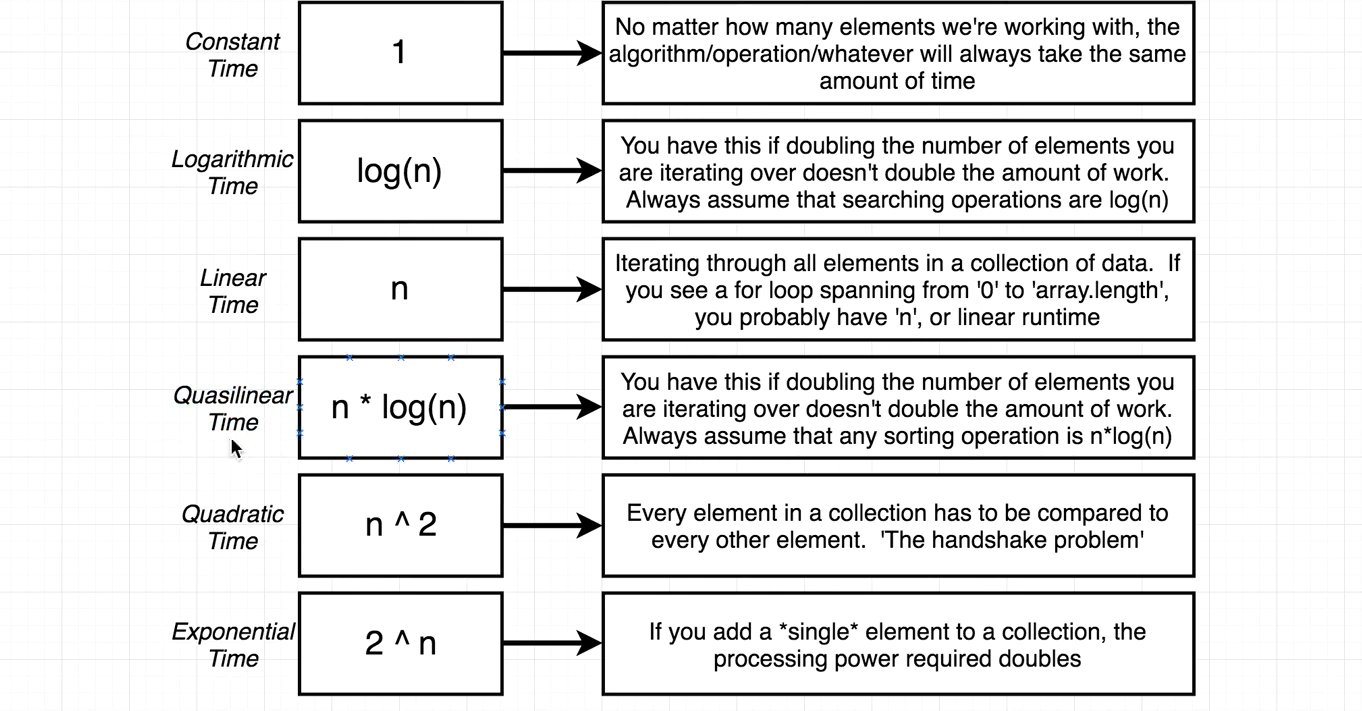 Constant
Time
1
No matter how many elements we're working with, the
algorithm/operation/whatever will always take the same
amount of time
Logarithmic
Time
log(n)
You have this if doubling the number of elements you
are iterating over doesn't double the amount of work.
Always assume that searching operations are log(n)
Linear
Time
n
Iterating through all elements in a collection of data.  If
you see a for loop spanning from '0' to 'array.length',
you probably have 'n', or linear runtime
Quasilinear
Time
n * log(n)
You have this if doubling the number of elements you
are iterating over doesn't double the amount of work.
Always assume that any sorting operation is n*log(n)
Quadratic
Time
n ^ 2
Every element in a collection has to be compared to
every other element.  'The handshake problem'
Exponential
Time
2 ^ n
If you add a *single* element to a collection, the
processing power required doubles